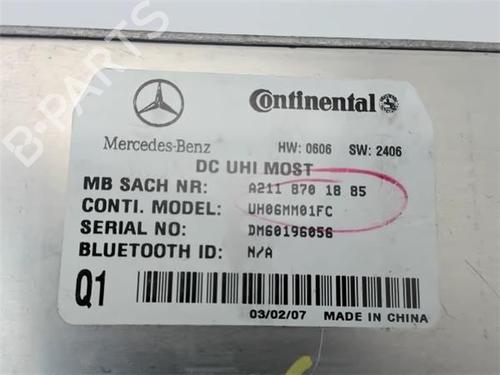 Continental
Mercedes-Benz HW: 0606 SW: 2406
DC UHI MOST
MB SACH NR: A211 870 18 85
CONTI. MODEL: UH06MM01FC
SERIAL NO: DM60196056
BLUETOOTH ID: N/A
Q1
03/02/07 MADE IN CHINA
B-PARTS